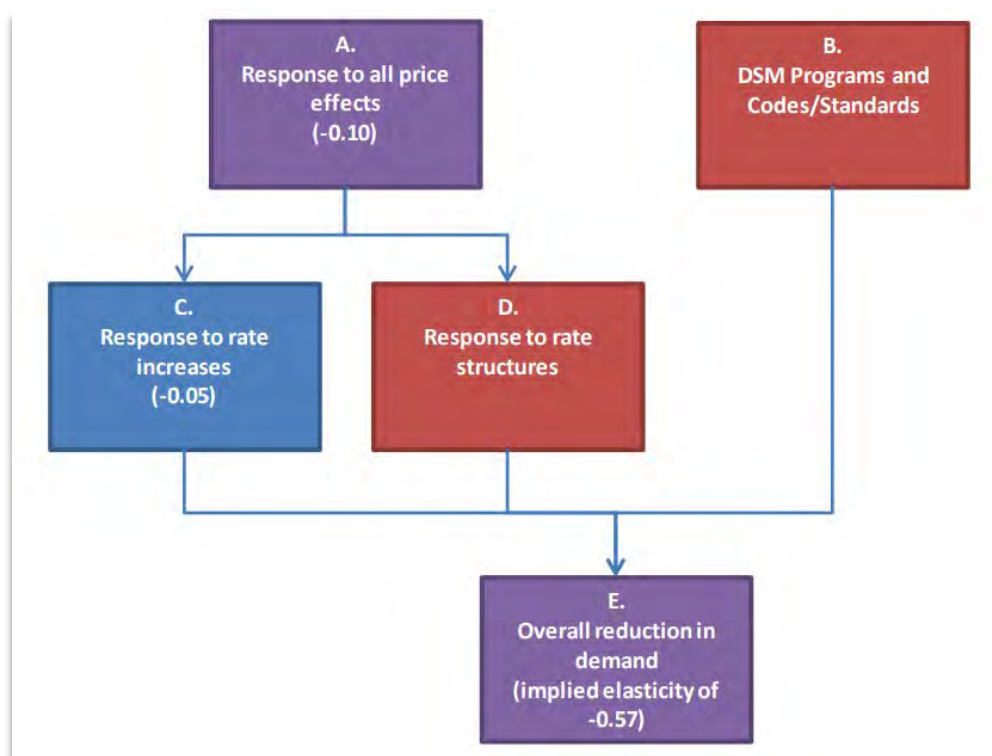 A.
Response to all price
effects
(-0.10)
B.
DSM Programs and
Codes/Standards
C.
Response to rate
increases
(-0.05)
D.
Response to rate
structures
E.
Overall reduction in
demand
(implied elasticity of
-0.57)